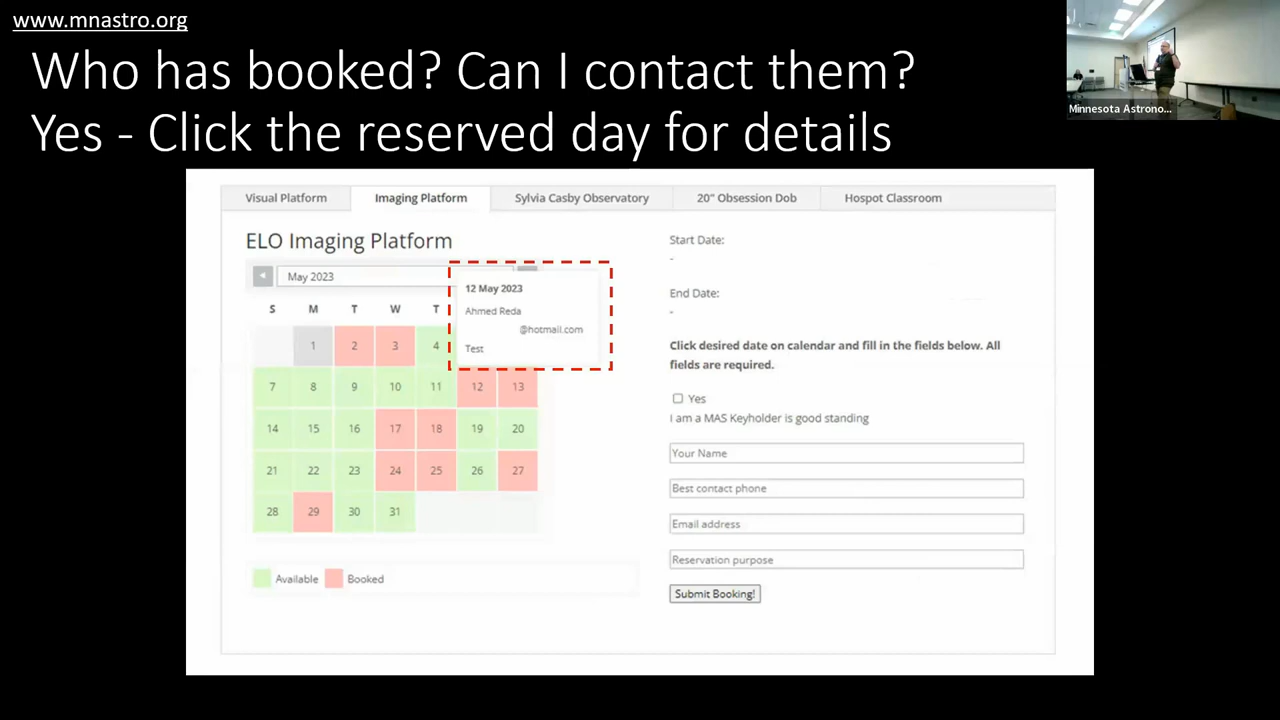 www.mnastro.org
Minnesota Astrono...
Who has booked? Can I contact them?
Yes - Click the reserved day for details
Visual Platform
Imaging Platform
Sylvia Casby Observatory
20" Obsession Dob
Hospot Classroom
ELO Imaging Platform
May 2023
S M T W T
1 2 3 4
7 8 9 10 11 12 13
14 15 16 17 18 19 20
21 22 23 24 25 26 27
28 29 30 31
Available
Booked
12 May 2023
Ahmed Reda
@hotmail.com
Test
Start Date:
-
End Date:
-
Click desired date on calendar and fill in the fields below. All
fields are required.
Yes
I am a MAS Keyholder is good standing
Your Name
Best contact phone
Email address
Reservation purpose
Submit Booking!